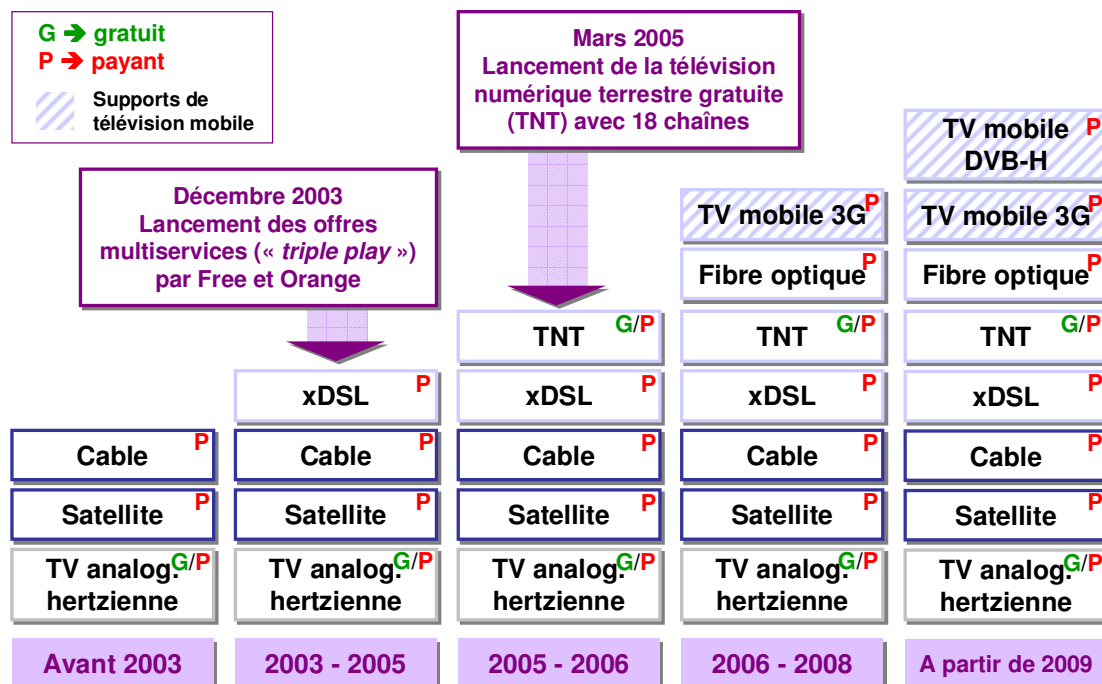 G ➔ gratuit
P ➔ payant
Supports de
télévision mobile
Mars 2005
Lancement de la télévision
numérique terrestre gratuite
(TNT) avec 18 chaînes
Décembre 2003
Lancement des offres
multiservices (« triple play »)
par Free et Orange
Cable P
Satellite P
TV analog. G/P
hertzienne
Avant 2003
xDSL P
Cable P
Satellite P
TV analog. G/P
hertzienne
2003 - 2005
TNT G/P
xDSL P
Cable P
Satellite P
TV analog. G/P
hertzienne
2005 - 2006
TV mobile 3G P
Fibre optique P
TNT G/P
xDSL P
Cable P
Satellite P
TV analog. G/P
hertzienne
2006 - 2008
TV mobile P
DVB-H
TV mobile 3G P
Fibre optique P
TNT G/P
xDSL P
Cable P
Satellite P
TV analog. G/P
hertzienne
A partir de 2009